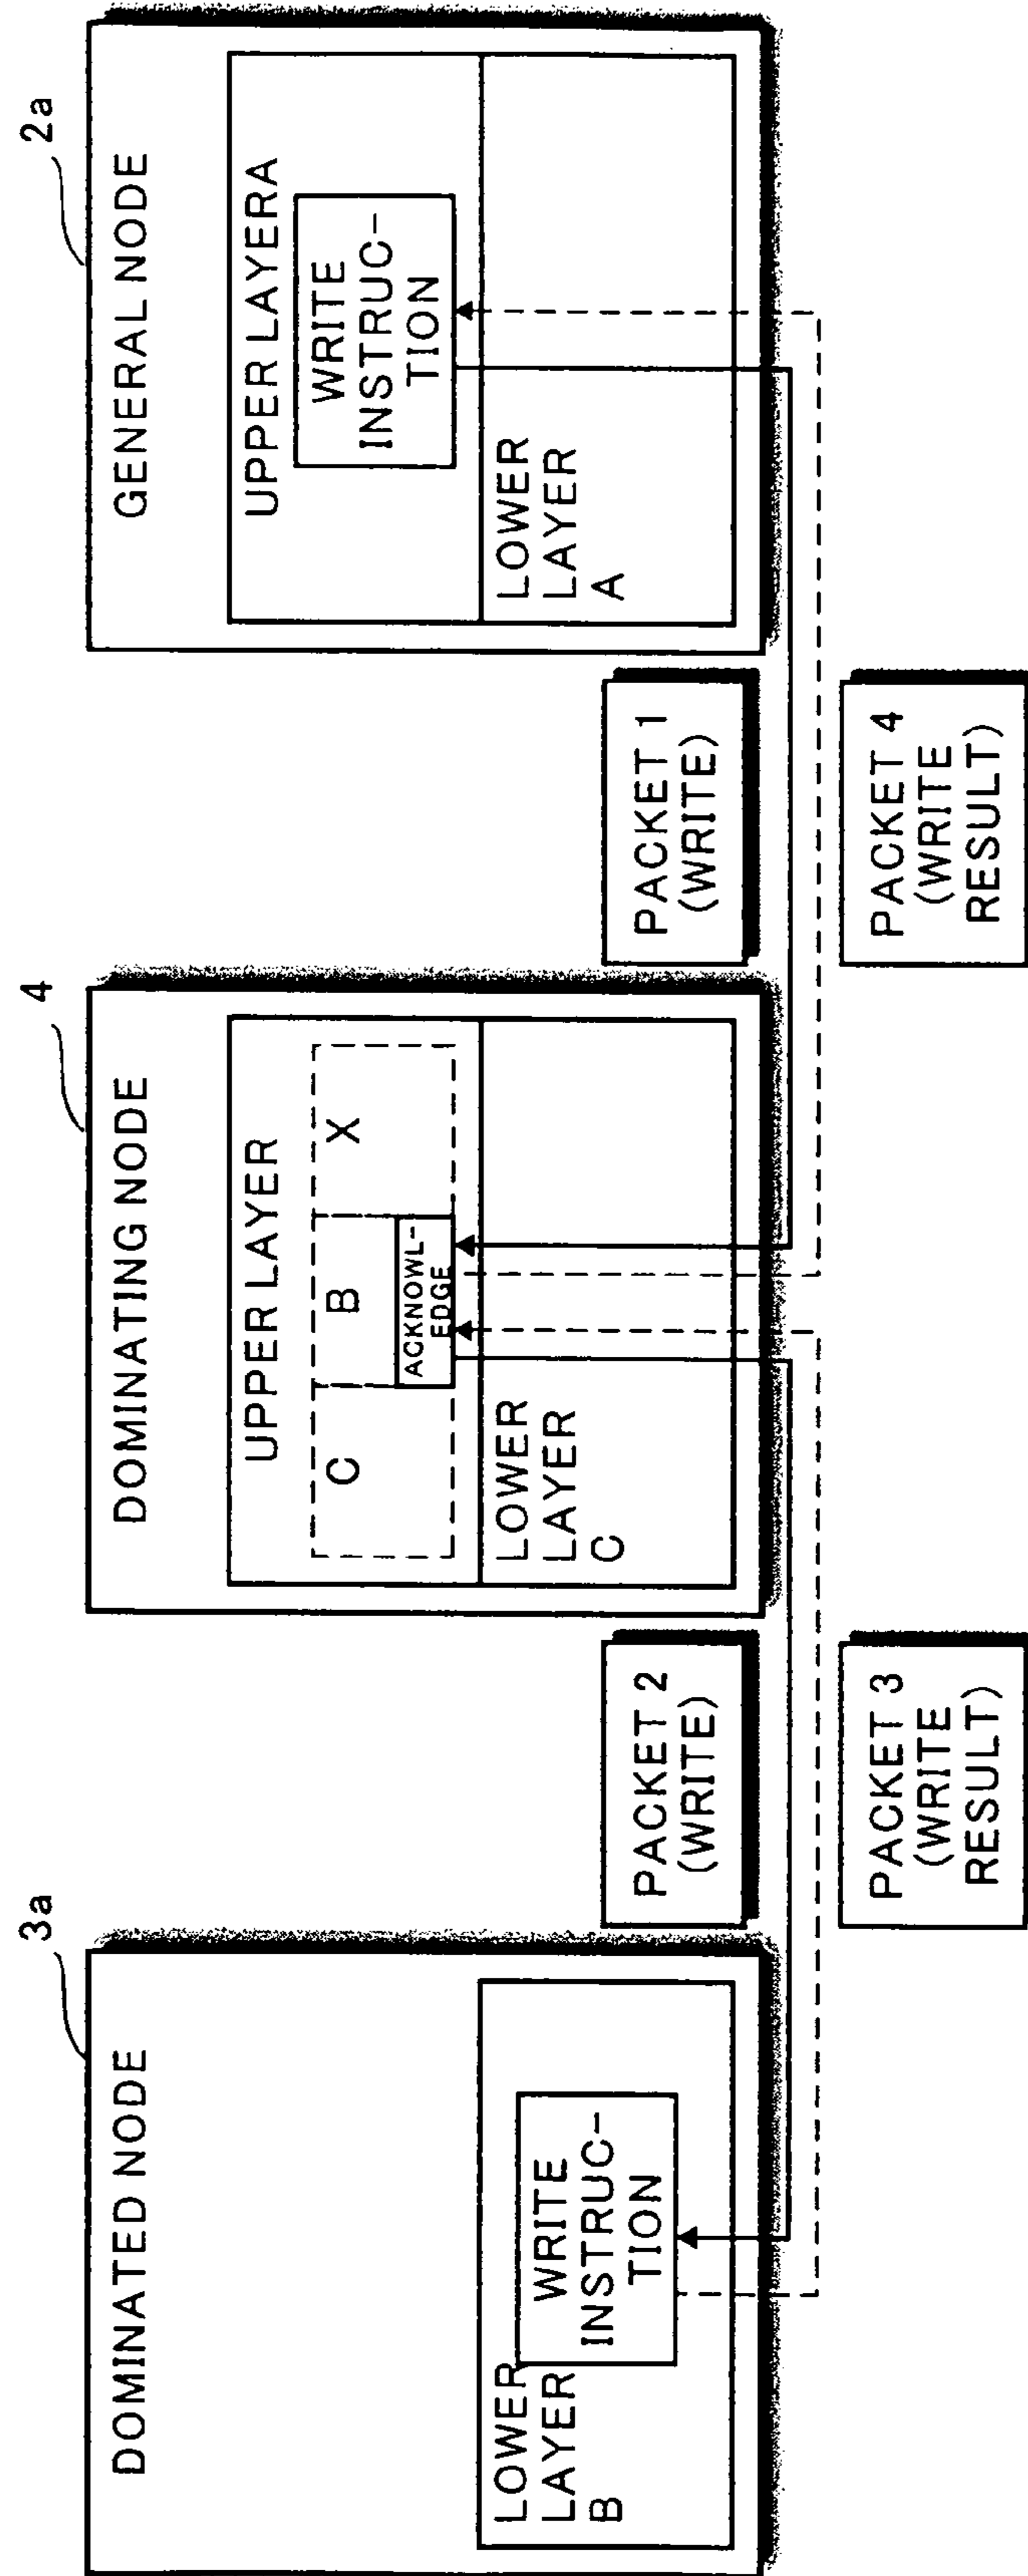 3a
DOMINATED NODE
LOWER
LAYER
B
WRITE
INSTRUC-
TION
PACKET 2
(WRITE)
PACKET 3
(WRITE
RESULT)
4
DOMINATING NODE
UPPER LAYER
C
B
X
ACKNOWL-
EDGE
LOWER
LAYER
C
PACKET 1
(WRITE)
PACKET 4
(WRITE
RESULT)
2a
GENERAL NODE
UPPER LAYERA
WRITE
INSTRUC-
TION
LOWER
LAYER
A